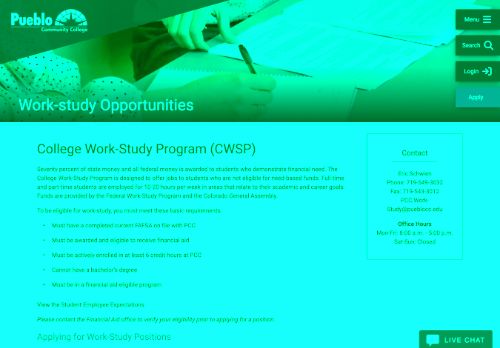 Pueblo
Community College
Menu
Search
Login
Apply
Work-study Opportunities
College Work-Study Program (CWSP)
Seventy percent of state money and all federal money is awarded to students who demonstrate financial need. The
College Work-Study Program is designed to offer jobs to students who are not eligible for need-based funds. Full-time
and part-time students are employed for 10-20 hours per week in areas that relate to their academic and career goals.
Funds are provided by the Federal Work-Study Program and the Colorado General Assembly.
To be eligible for work-study, you must meet these basic requirements:
• Must have a completed current FAFSA on file with PCC
• Must be awarded and eligible to receive financial aid
• Must be actively enrolled in at least 6 credit hours at PCC
• Cannot have a bachelor's degree
• Must be in a financial aid eligible program
View the Student Employee Expectations
Please contact the Financial Aid office to verify your eligibility prior to applying for a position.
Applying for Work-Study Positions
Contact
Eric
Phone: 719-549-3030
Fax: 719-549-3012
PCC Work
Study@pueblocc.edu
Office Hours
Mon-Fri: 8:00 a.m. - 5:00 p.m.
Sat-Sun: Closed
LIVE CHAT